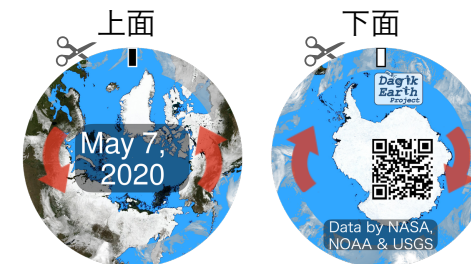 上面
下面
May 7,
2020
Dagik
Earth
Project
Data by NASA,
NOAA & USGS